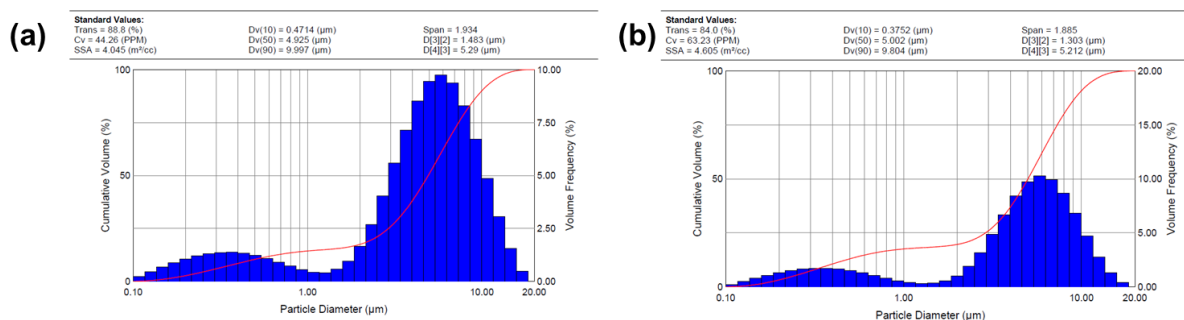 (a)
Standard Values:
Trans = 88.8 (%) Dv(10) = 0.4714 (µm) Span = 1.934
Cv = 44.26 (PPM) Dv(50) = 4.925 (µm) D[3][2] = 1.483 (µm)
SSA = 4.045 (m²/cc) Dv(90) = 9.997 (µm) D[4][3] = 5.29 (µm)
100
50
0
Cumulative Volume (%)
10.00
7.50
5.00
2.50
0
Volume Frequency (%)
0.10 1.00 10.00 20.00
Particle Diameter (µm)
(b)
Standard Values:
Trans = 84.0 (%) Dv(10) = 0.3752 (µm) Span = 1.885
Cv = 63.23 (PPM) Dv(50) = 5.002 (µm) D[3][2] = 1.303 (µm)
SSA = 4.605 (m²/cc) Dv(90) = 9.804 (µm) D[4][3] = 5.212 (µm)
100
50
0
Cumulative Volume (%)
20.00
15.00
10.00
5.00
0
Volume Frequency (%)
0.10 1.00 10.00 20.00
Particle Diameter (µm)